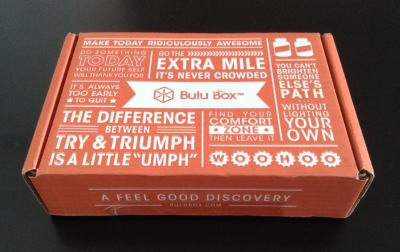 MAKE TODAY RIDICULOUSLY AWESOME
DO SOMETHING
TODAY
YOUR FUTURE SELF
WILL THANK YOU FOR
GO THE
EXTRA MILE
IT'S NEVER CROWDED
YOU CAN'T
BRIGHTEN
SOMEONE
ELSE'S
PATH
WITHOUT
LIGHTING
YOUR
OWN
IT'S ALWAYS
TOO EARLY
TO QUIT
Bulu Box™
THE DIFFERENCE
BETWEEN
TRY & TRIUMPH
IS A LITTLE "UMPH"
FIND YOUR
COMFORT
ZONE
THEN LEAVE IT
WOOHOO
A FEEL GOOD DISCOVERY
BULUBOX.COM